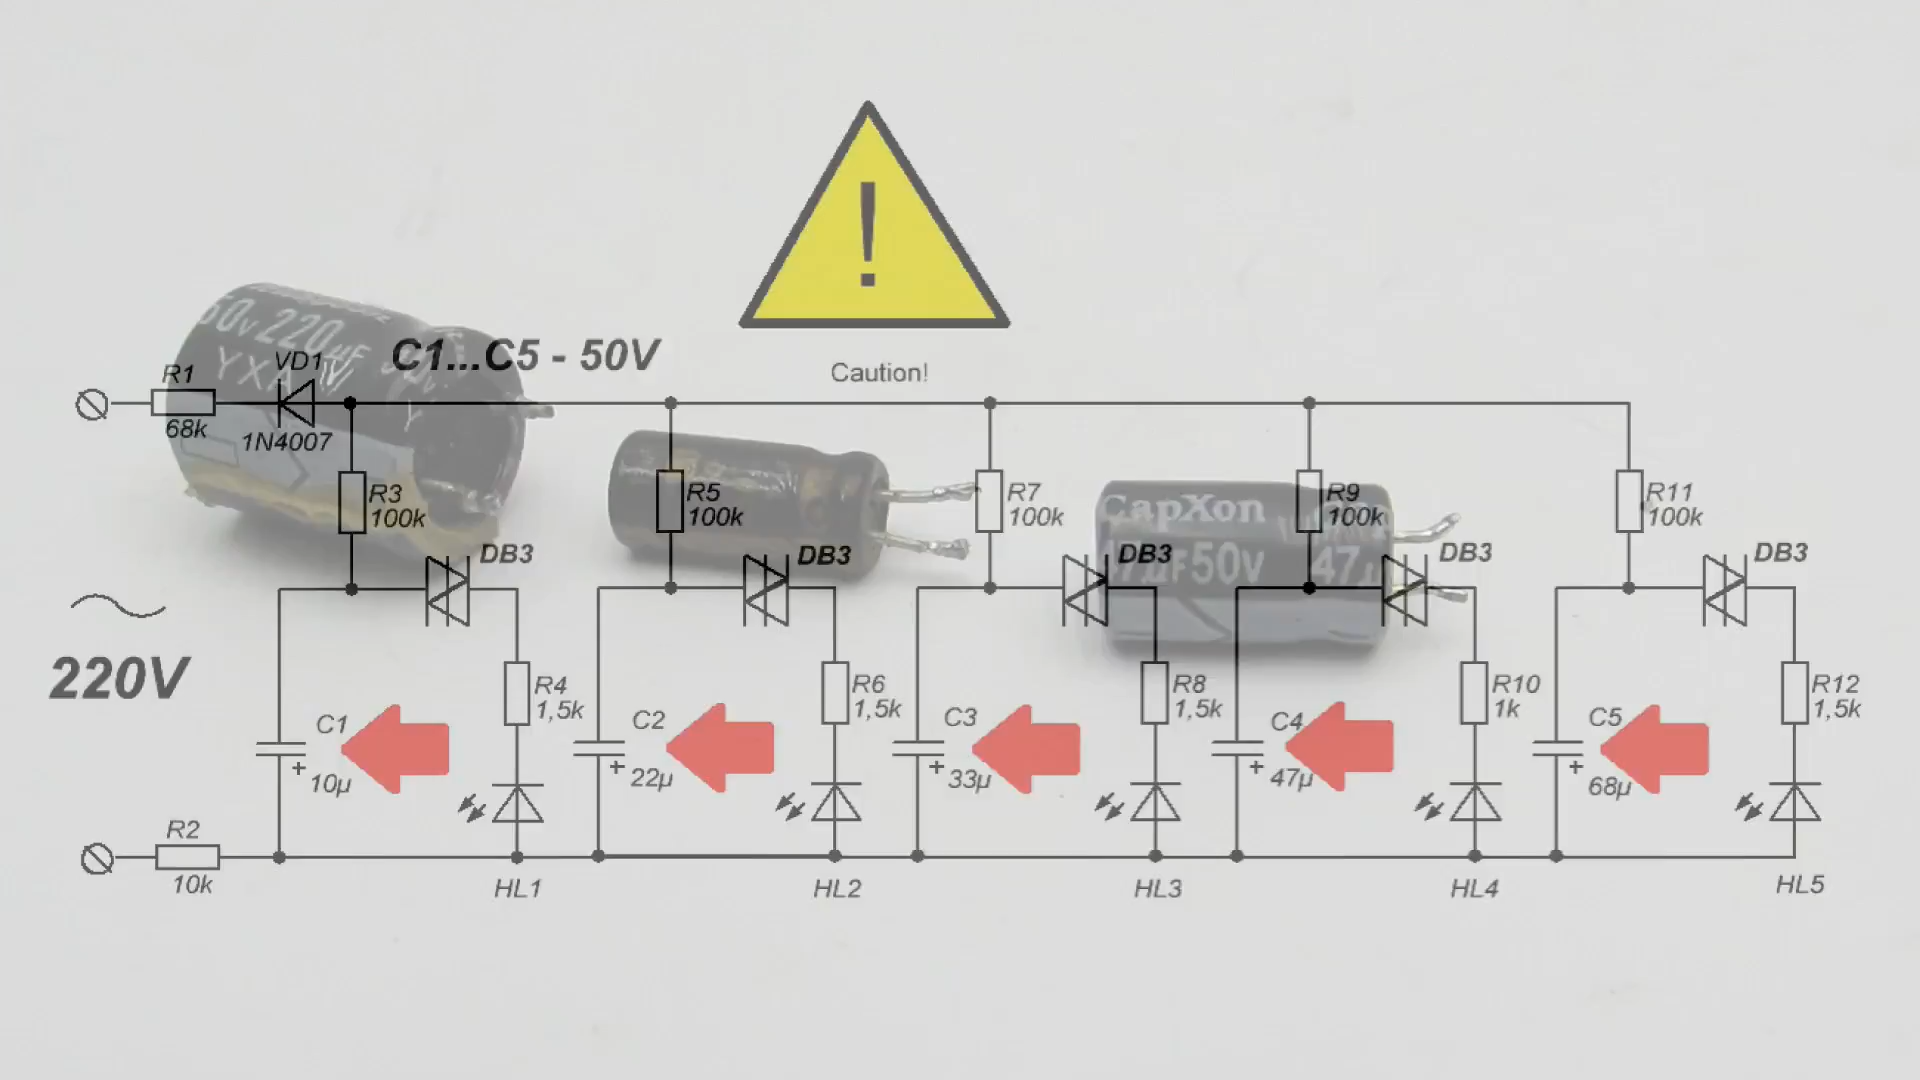 !
Caution!
50V 220µF
YXA
C1...C5 - 50V
R1
68k
VD1
1N4007
R3
100k
DB3
R5
100k
DB3
R7
100k
DB3
R9
100k
DB3
R11
100k
DB3
CapXon
47µF50V
47µ
220V
C1
+
10µ
R4
1,5k
C2
+
22µ
R6
1,5k
C3
+
33µ
R8
1,5k
C4
+
47µ
R10
1k
C5
+
68µ
R12
1,5k
R2
10k
HL1
HL2
HL3
HL4
HL5